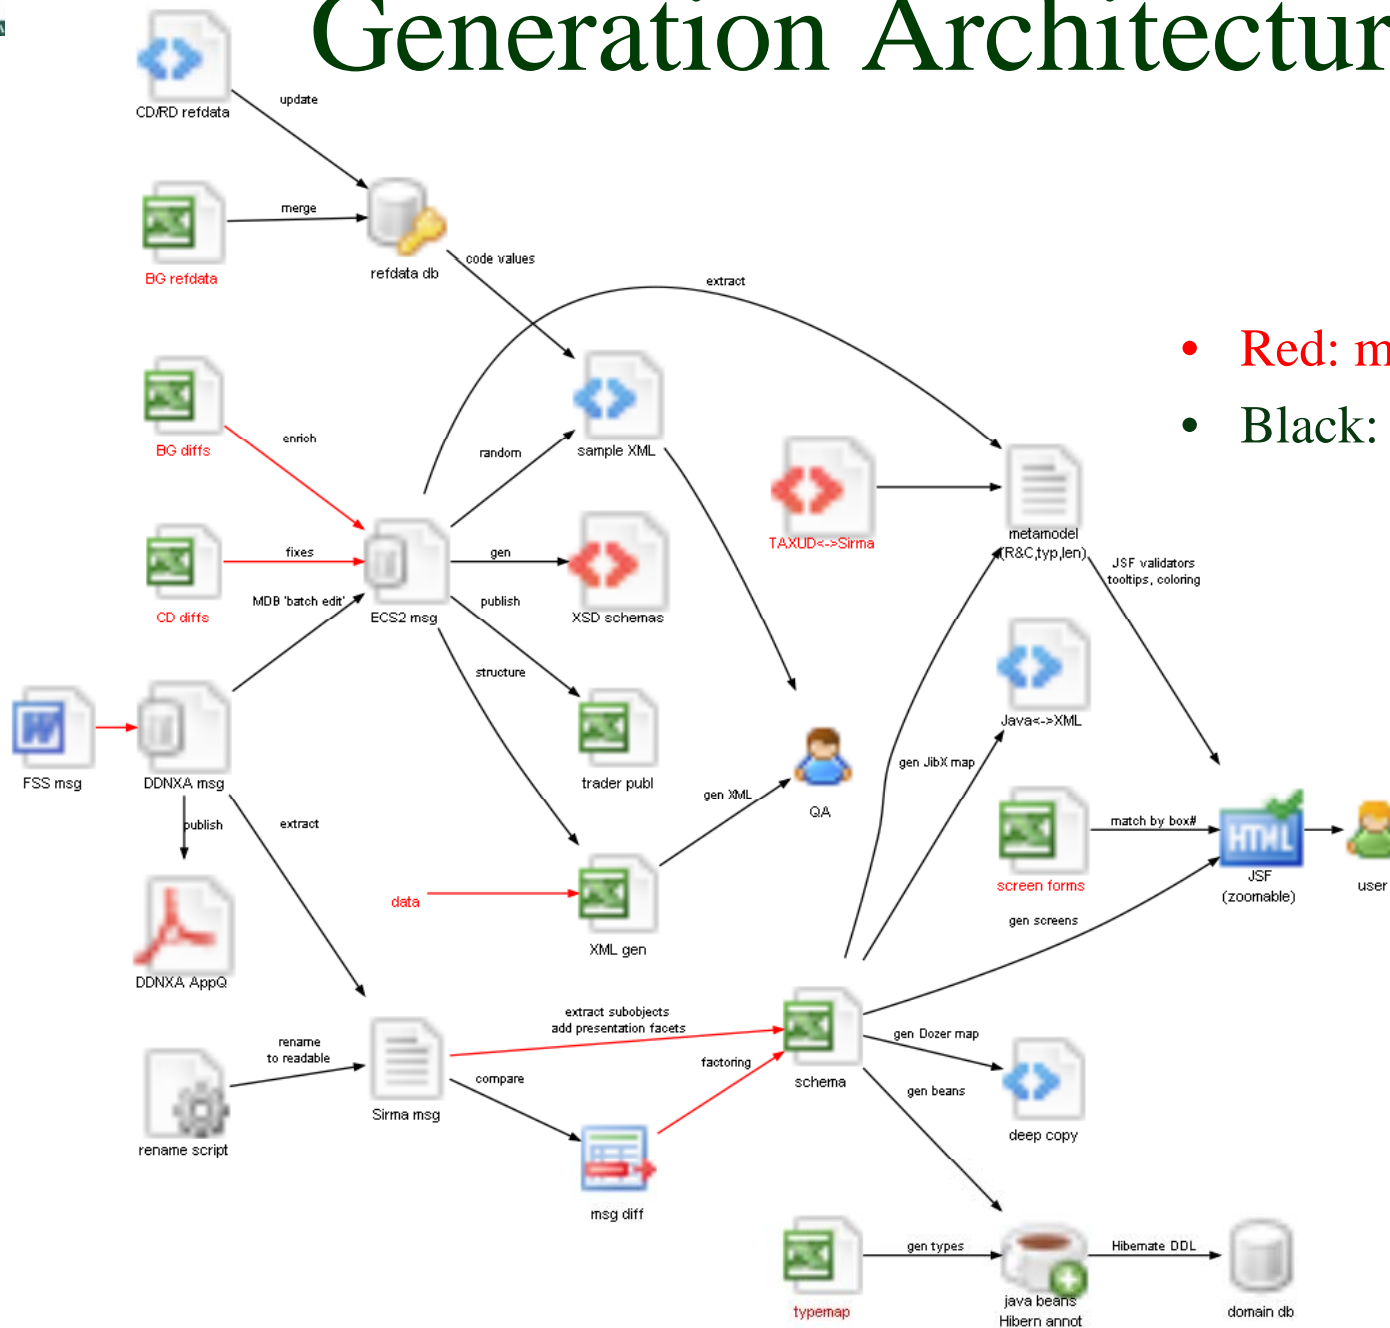 Generation Architectur
CD/RD refdata
update
BG refdata
merge
refdata db
code values
extract
• Red: m
• Black:
BG diffs
enrich
random
sample XML
TAXUD<->Sirma
metamodel
(R&C,typ,len)
JSF validators
tooltips, coloring
CD diffs
fixes
MDB 'batch edit'
ECS2 msg
gen
publish
XSD schemas
structure
Java<->XML
FSS msg
DDNXA msg
trader publ
gen XML
QA
gen JibX map
publish
extract
match by box#
screen forms
JSF
(zoomable)
user
data
XML gen
gen screens
DDNXA AppQ
rename
to readable
extract subobjects
add presentation facets
factoring
gen Dozer map
schema
gen beans
compare
Sirma msg
rename script
deep copy
msg diff
gen types
Hibernate DDL
typemap
java beans
Hibern annot
domain db
HTML